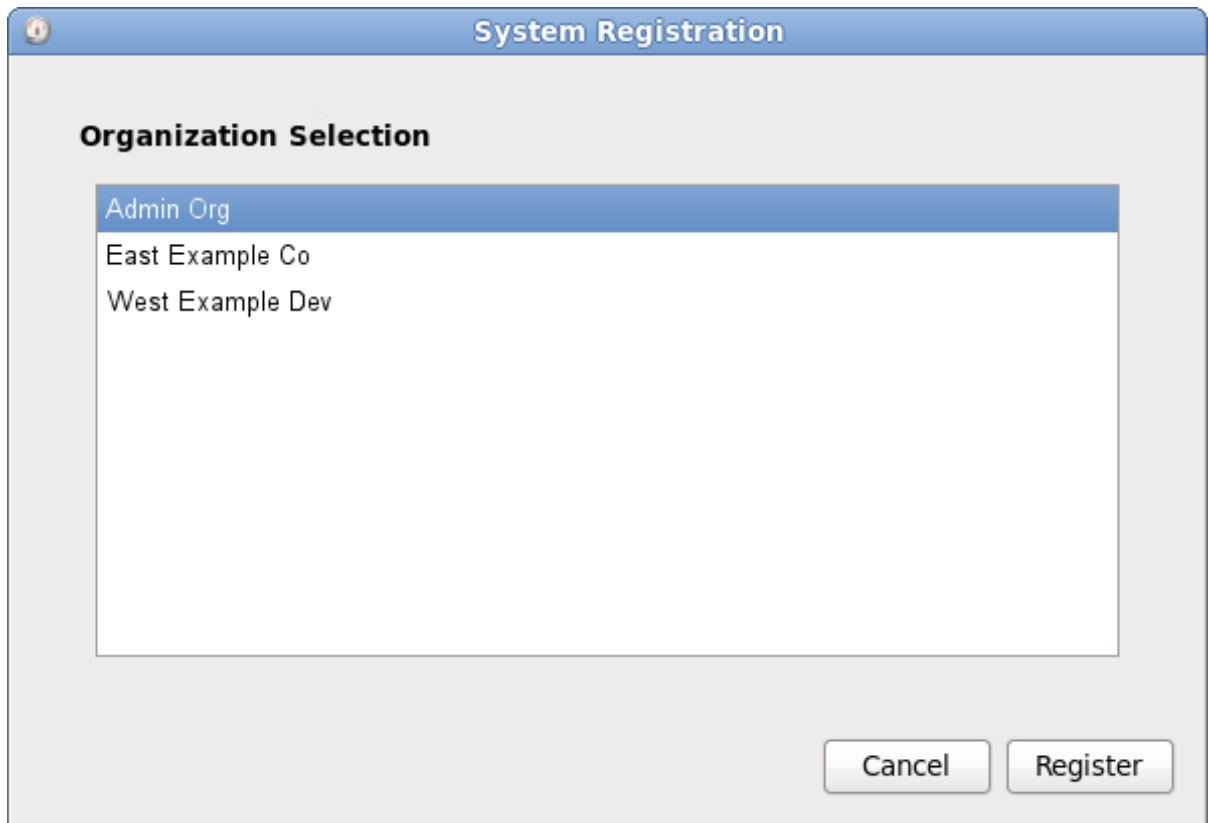 System Registration
Organization Selection
Admin Org
East Example Co
West Example Dev
Cancel Register